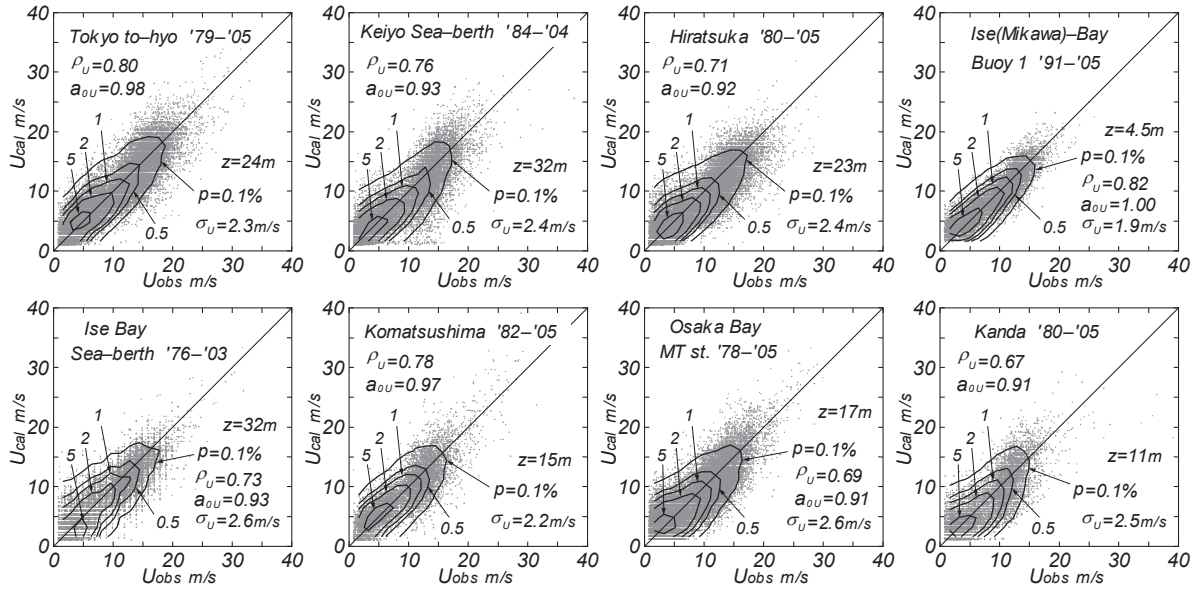 Tokyo to–hyo '79–'05
ρU=0.80
a0U=0.98
1
2
5
z=24m
p=0.1%
0.5
σU=2.3m/s
Ucal m/s
40
30
20
10
0
0 10 20 30 40
Uobs m/s
Keiyo Sea–berth '84–'04
ρU=0.76
a0U=0.93
1
2
5
z=32m
p=0.1%
0.5
σU=2.4m/s
Ucal m/s
40
30
20
10
0
0 10 20 30 40
Uobs m/s
Hiratsuka '80–'05
ρU=0.71
a0U=0.92
1
2
5
z=23m
p=0.1%
0.5
σU=2.4m/s
Ucal m/s
40
30
20
10
0
0 10 20 30 40
Uobs m/s
Ise(Mikawa)–Bay
Buoy 1 '91–'05
1
2
5
z=4.5m
p=0.1%
ρU=0.82
a0U=1.00
0.5
σU=1.9m/s
Ucal m/s
40
30
20
10
0
0 10 20 30 40
Uobs m/s
Ise Bay
Sea–berth '76–'03
1
2
5
z=32m
p=0.1%
ρU=0.73
a0U=0.93
0.5
σU=2.6m/s
Ucal m/s
40
30
20
10
0
0 10 20 30 40
Uobs m/s
Komatsushima '82–'05
ρU=0.78
a0U=0.97
1
2
5
z=15m
p=0.1%
0.5
σU=2.2m/s
Ucal m/s
40
30
20
10
0
0 10 20 30 40
Uobs m/s
Osaka Bay
MT st. '78–'05
1
2
5
z=17m
p=0.1%
ρU=0.69
a0U=0.91
0.5
σU=2.6m/s
Ucal m/s
40
30
20
10
0
0 10 20 30 40
Uobs m/s
Kanda '80–'05
ρU=0.67
a0U=0.91
1
2
5
z=11m
p=0.1%
0.5
σU=2.5m/s
Ucal m/s
40
30
20
10
0
0 10 20 30 40
Uobs m/s